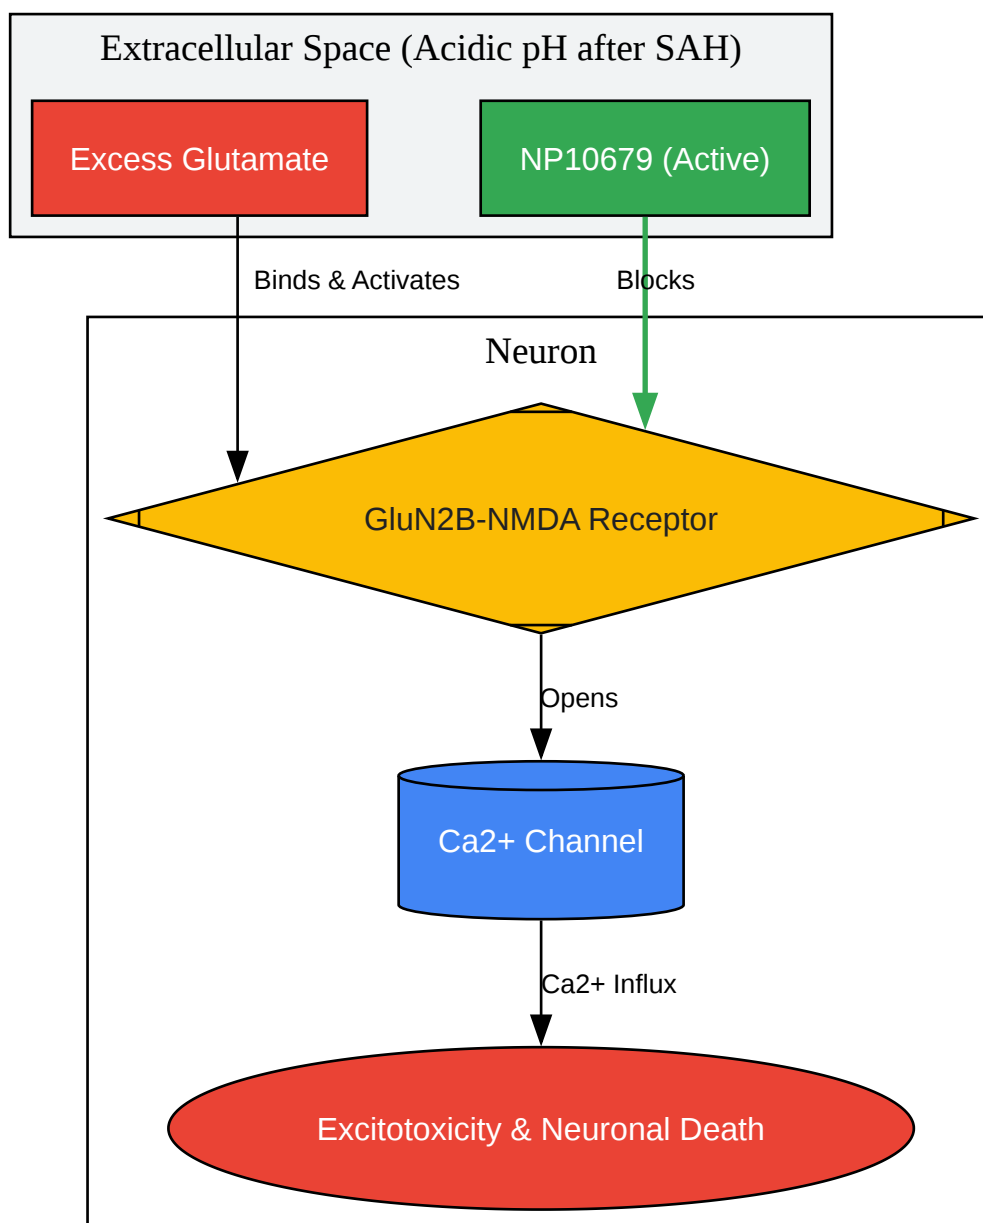 Extracellular Space (Acidic pH after SAH)
Excess Glutamate
NP10679 (Active)
Binds & Activates
Blocks
Neuron
GluN2B-NMDA Receptor
Opens
Ca2+ Channel
Ca2+ Influx
Excitotoxicity & Neuronal Death